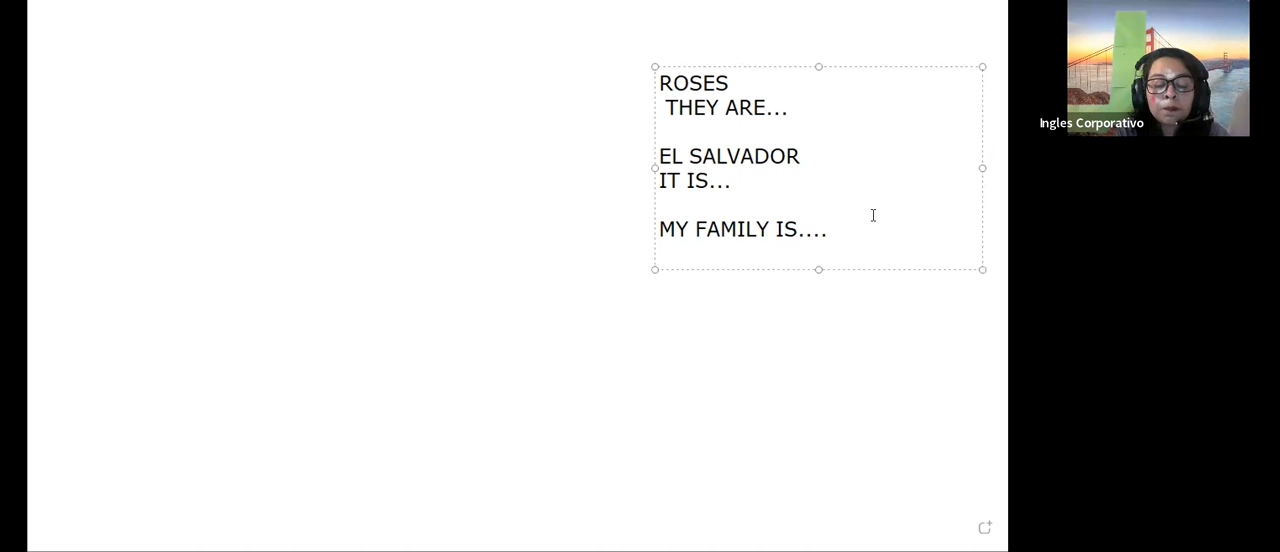 ROSES
THEY ARE...
EL SALVADOR
IT IS...
MY FAMILY IS....
Ingles Corporativo